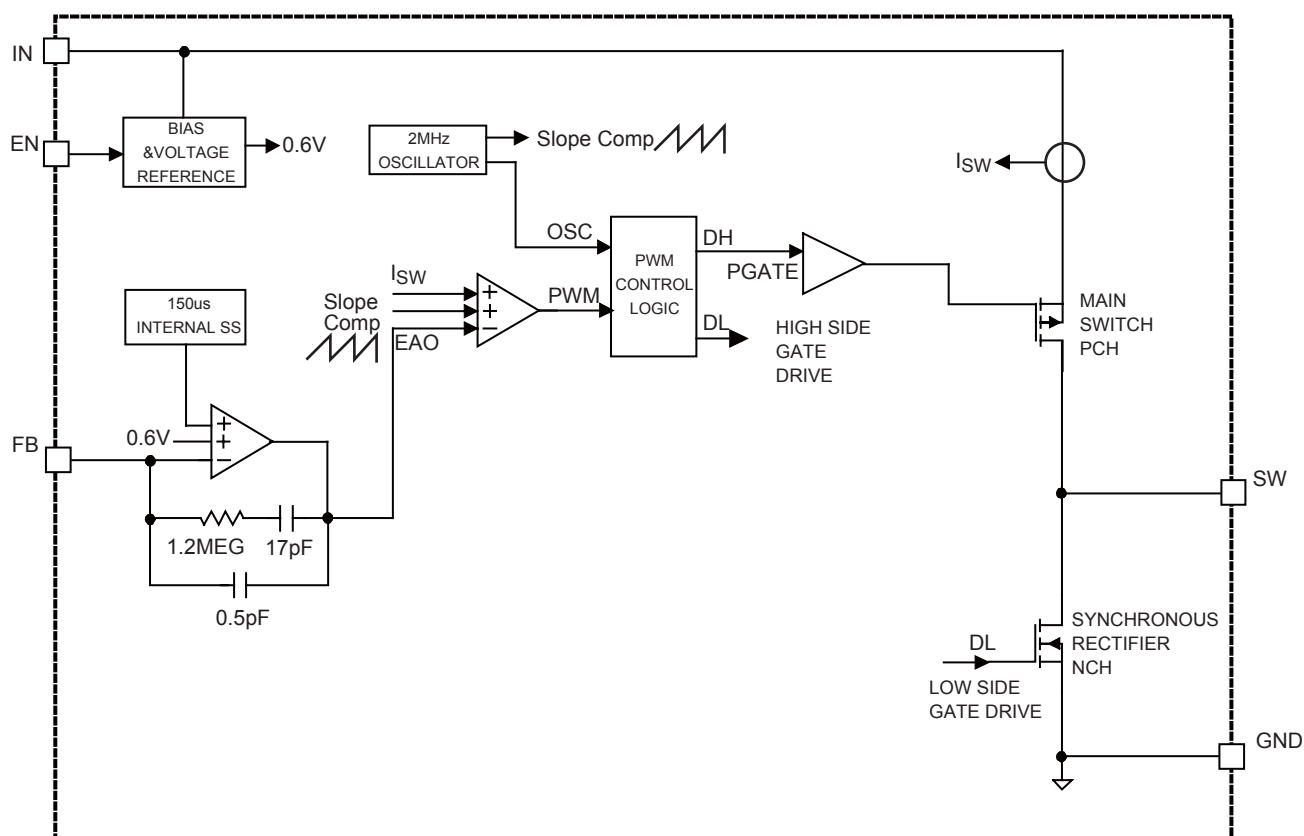 IN
EN
BIAS
&VOLTAGE
REFERENCE
0.6V
2MHz
OSCILLATOR
Slope Comp
ISW
OSC
PWM
CONTROL
LOGIC
DH
PGATE
DL
HIGH SIDE
GATE
DRIVE
MAIN
SWITCH
PCH
150us
INTERNAL SS
ISW
Slope
Comp
EAO
+
+
−
PWM
FB
0.6V
+
+
−
1.2MEG
17pF
0.5pF
SW
SYNCHRONOUS
RECTIFIER
NCH
DL
LOW SIDE
GATE DRIVE
GND